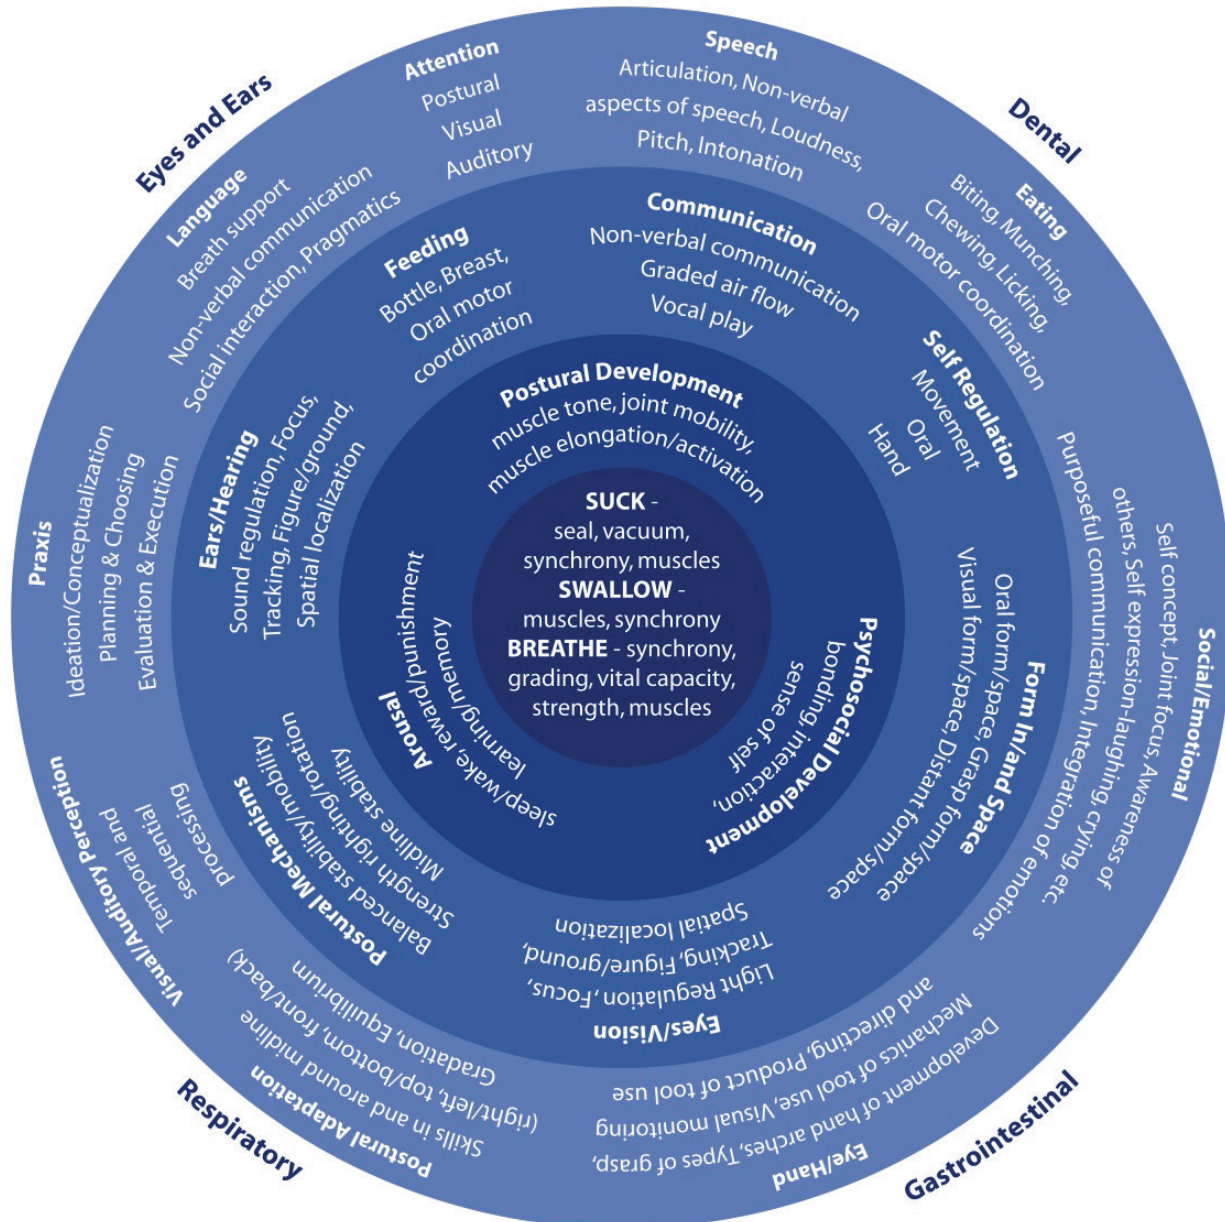 Eyes and Ears
Dental
Gastrointestinal
Respiratory
Attention
Postural
Visual
Auditory
Speech
Articulation, Non-verbal
aspects of speech, Loudness,
Pitch, Intonation
Eating
Biting, Munching,
Chewing, Licking,
Oral motor coordination
Social/Emotional
Self concept, Joint focus, Awareness of
others, Self expression-laughing, crying, etc.
Purposeful communication, Integration of emotions
Eye/Hand
Development of hand arches, Types of grasp,
Mechanics of tool use, Visual monitoring
and directing, Product of tool use
Postural Adaptation
Skills in and around midline
(right/left, top/bottom, front/back)
Gradation, Equilibrium
Visual/Auditory Perception
Temporal and
sequential
processing
Praxis
Ideation/Conceptualization
Planning & Choosing
Evaluation & Execution
Language
Breath support
Non-verbal communication
Social interaction, Pragmatics
Feeding
Bottle, Breast,
Oral motor
coordination
Communication
Non-verbal communication
Graded air flow
Vocal play
Self Regulation
Movement
Oral
Hand
Form In/and Space
Oral form/space, Grasp form/space
Visual form/space, Distant form/space
Eyes/Vision
Light Regulation, Focus,
Tracking, Figure/ground,
Spatial localization
Postural Mechanisms
Balanced stability/mobility
Strength righting/rotation
Midline stability
Ears/Hearing
Sound regulation, Focus,
Tracking, Figure/ground,
Spatial localization
Postural Development
muscle tone, joint mobility,
muscle elongation/activation
Psychosocial Development
bonding, interaction,
sense of self
Arousal
sleep/wake, reward/punishment
learning/memory
SUCK -
seal, vacuum,
synchrony, muscles
SWALLOW -
muscles, synchrony
BREATHE - synchrony,
grading, vital capacity,
strength, muscles